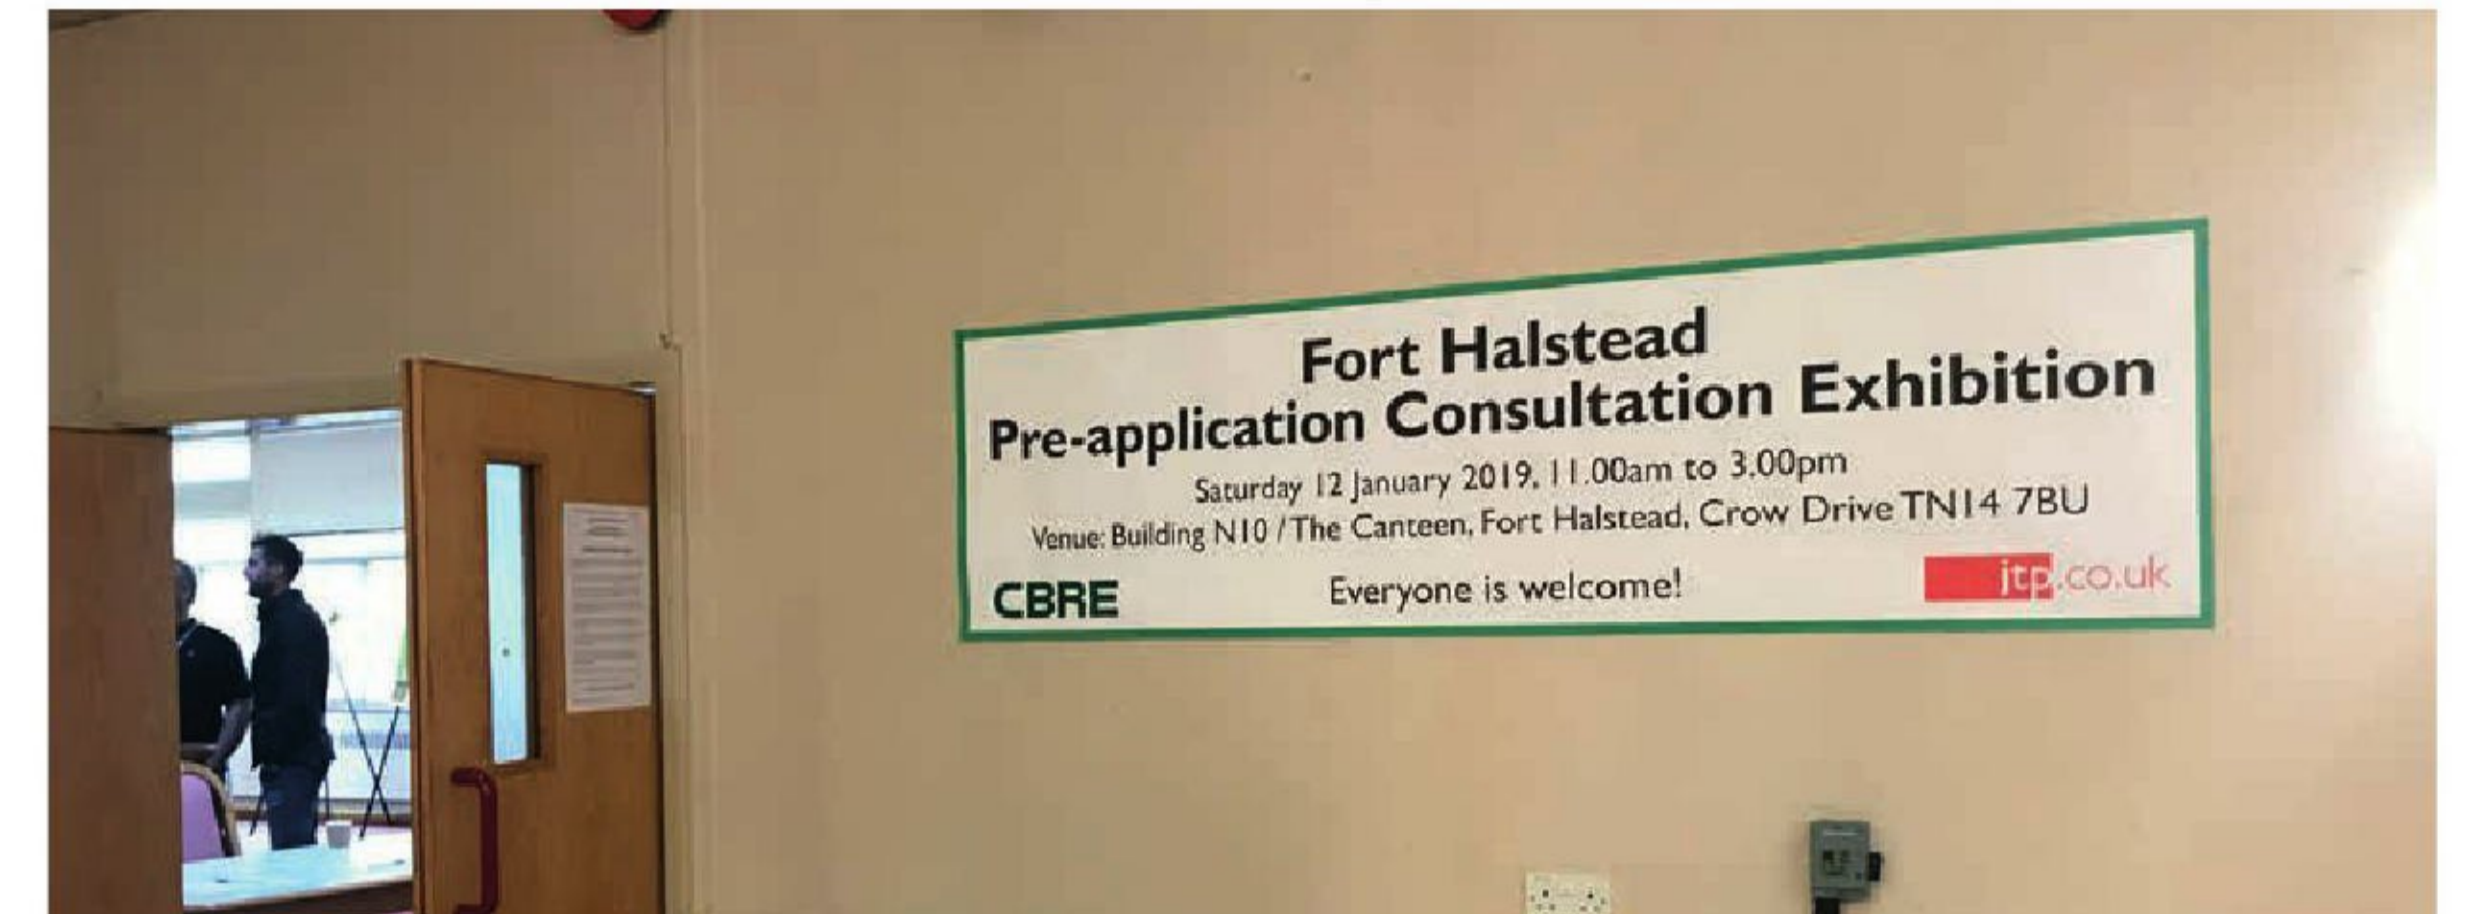 Fort Halstead
Pre-application Consultation Exhibition
Saturday 12 January 2019, 11.00am to 3.00pm
Venue: Building N10 / The Canteen, Fort Halstead, Crow Drive TN14 7BU
Everyone is welcome!
CBRE
jtp.co.uk